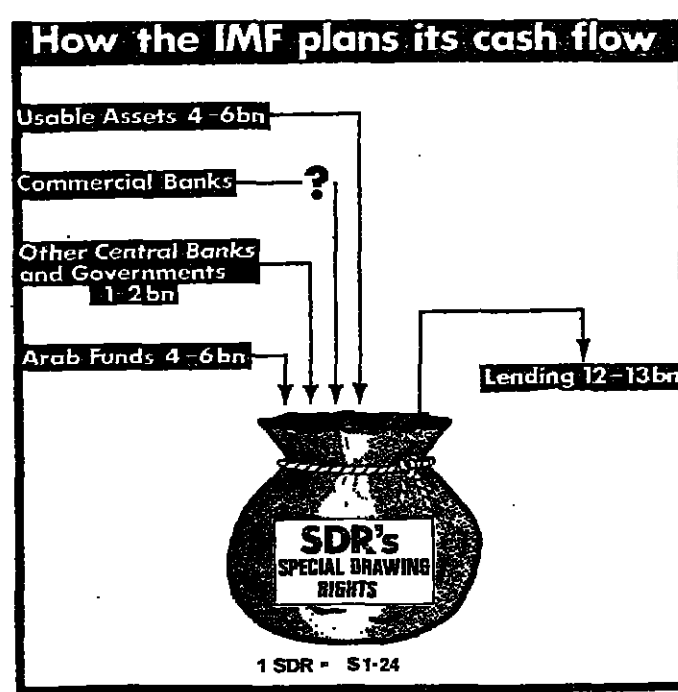 How the IMF plans its cash flow
Usable Assets 4-6bn
Commercial Banks
?
Other Central Banks
and Governments
1-2bn
Arab Funds 4-6bn
Lending 12-13bn
SDR's
SPECIAL DRAWING
RIGHTS
1 SDR = $1·24